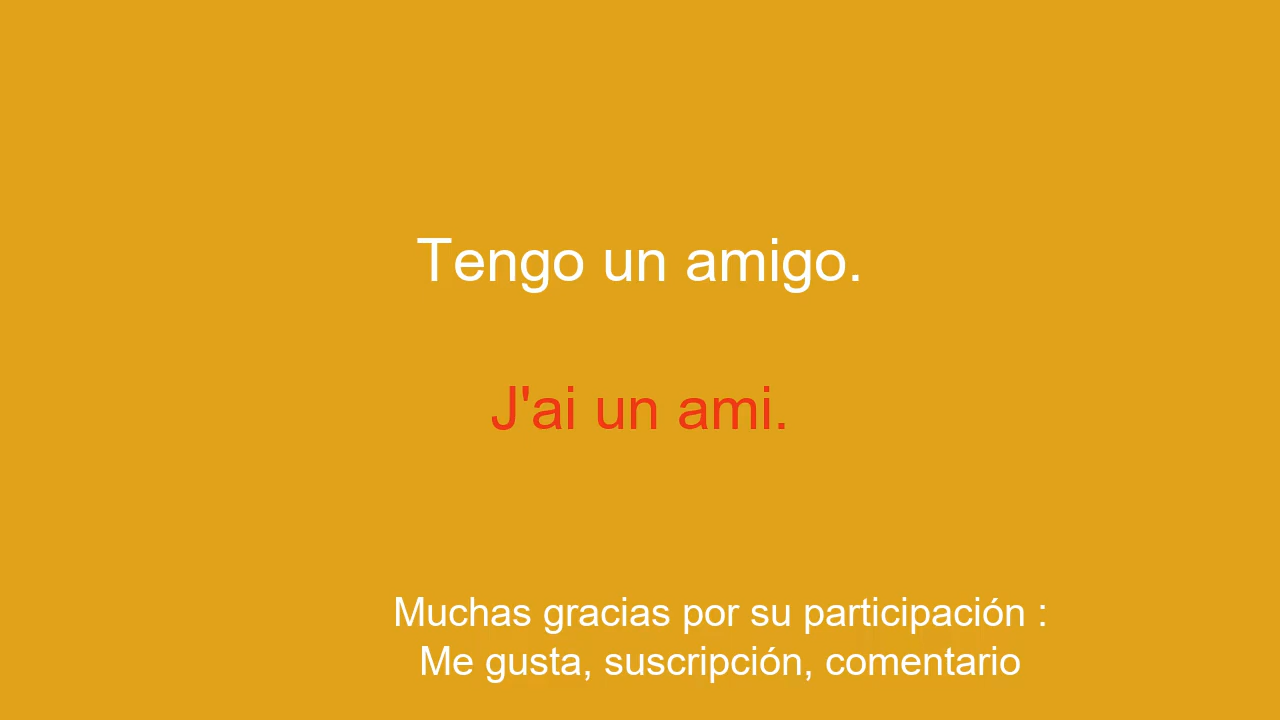 Tengo un amigo.
J'ai un ami.
Muchas gracias por su participación :
Me gusta, suscripción, comentario